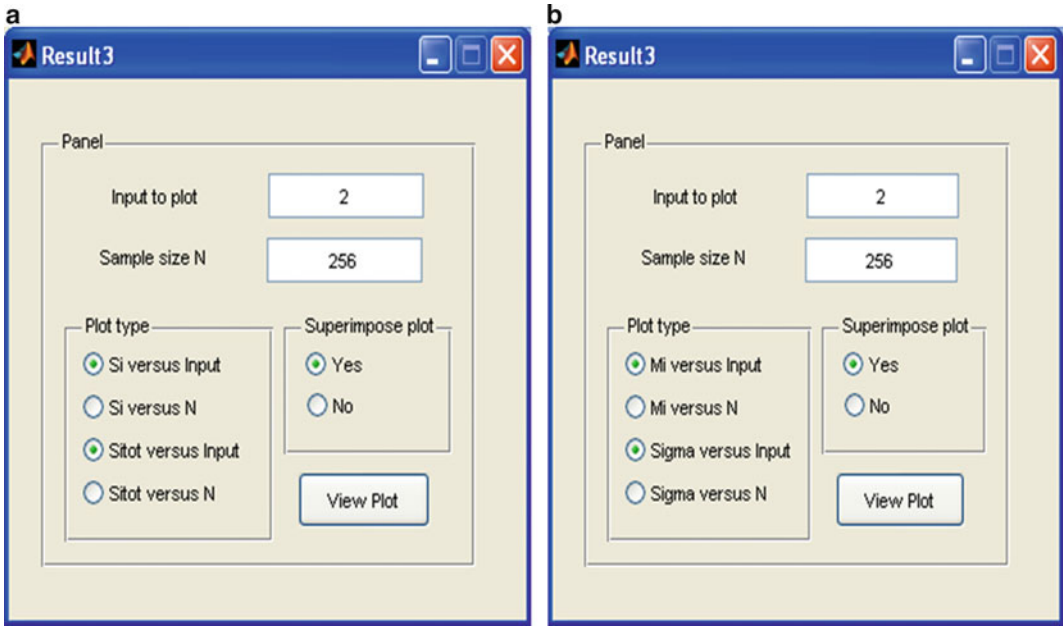 a
Result3
Panel
Input to plot
2
Sample size N
256
Plot type
Si versus Input
Si versus N
Sitot versus Input
Sitot versus N
Superimpose plot
Yes
No
View Plot
b
Result3
Panel
Input to plot
2
Sample size N
256
Plot type
Mi versus Input
Mi versus N
Sigma versus Input
Sigma versus N
Superimpose plot
Yes
No
View Plot